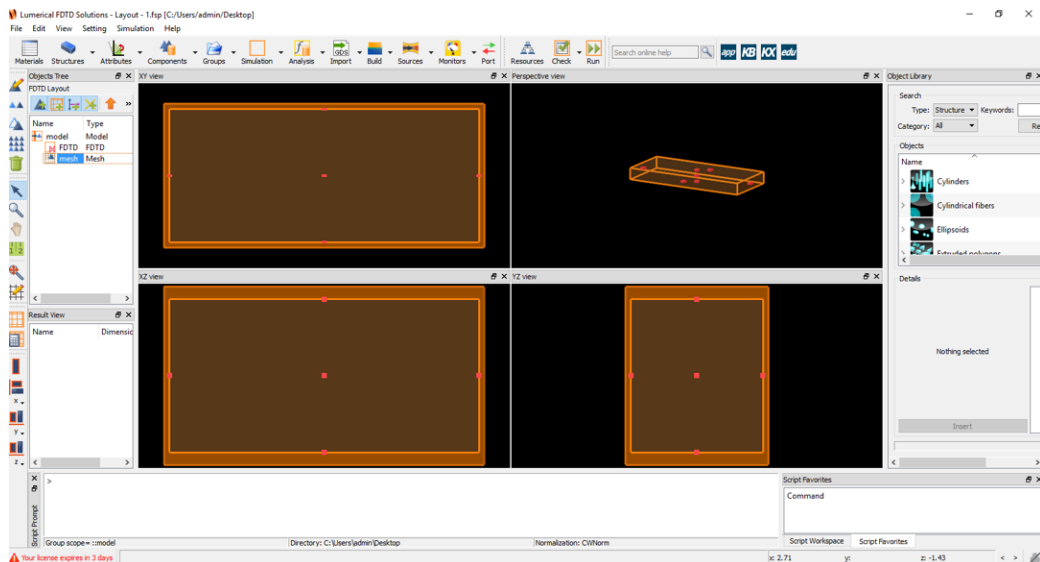 Lumerical FDTD Solutions - Layout - 1.fsp [C:/Users/admin/Desktop]
File Edit View Setting Simulation Help
Materials Structures Attributes Components Groups Simulation Analysis Import Build Sources Monitors Port Resources Check Run Search online help app KB KX edu
GDS
Objects Tree
FDTD Layout
Name Type
model Model
FDTD FDTD
mesh Mesh
Result View
Name Dimensic
XY view
Perspective view
XZ view
YZ view
Object Library
Search
Type: Structure Keywords:
Category: All Re
Objects
Name
Cylinders
Cylindrical fibers
Ellipsoids
Extruded polygons
Details
Nothing selected
Insert
x
y
z
Script Prompt
>
Group scope= ::model Directory: C:\Users\admin\Desktop Normalization: CWNorm
Script Favorites
Command
Script Workspace Script Favorites
Your license expires in 3 days x: 2.71 y: z: -1.43